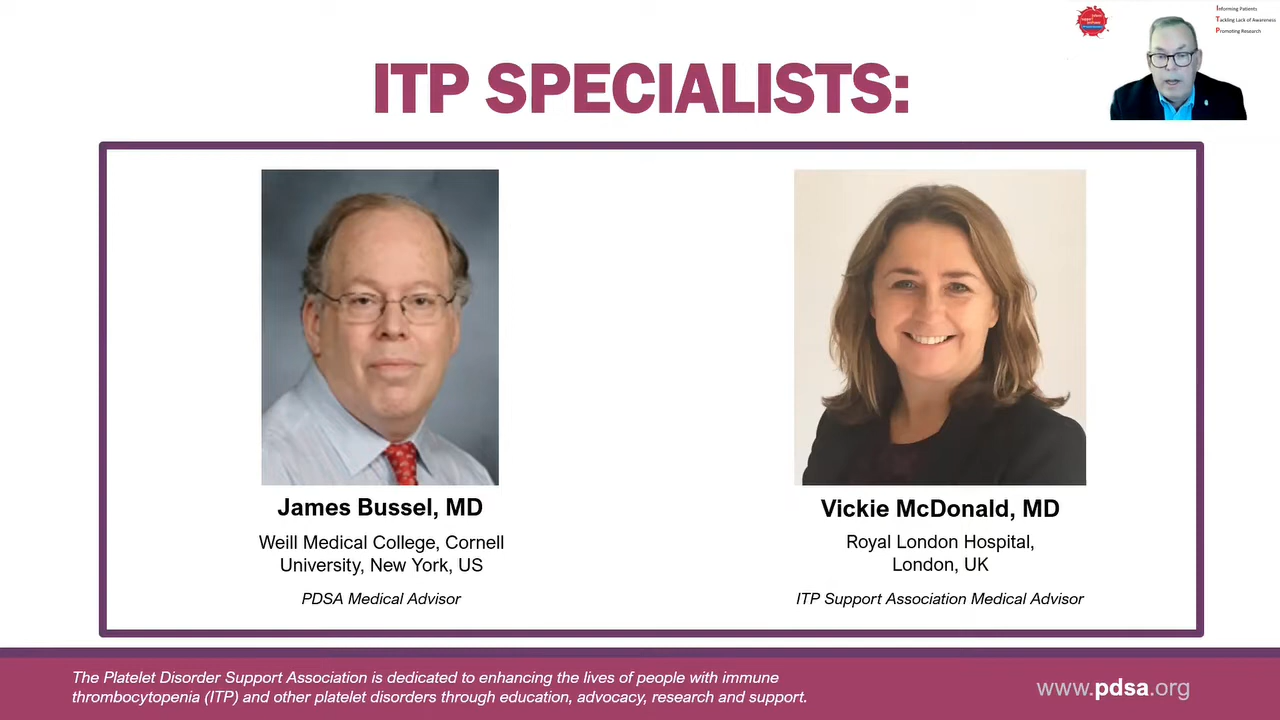 Informing Patients
Tackling Lack of Awareness
Promoting Research
ITP SPECIALISTS:
James Bussel, MD
Weill Medical College, Cornell
University, New York, US
PDSA Medical Advisor
Vickie McDonald, MD
Royal London Hospital,
London, UK
ITP Support Association Medical Advisor
The Platelet Disorder Support Association is dedicated to enhancing the lives of people with immune
thrombocytopenia (ITP) and other platelet disorders through education, advocacy, research and support.
www.pdsa.org